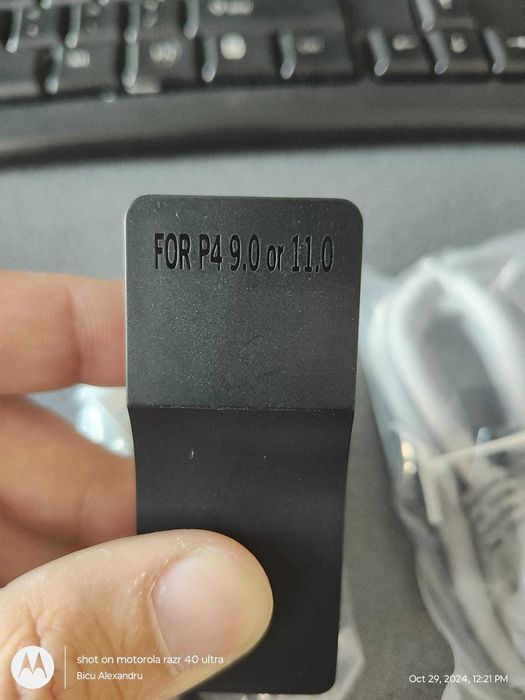 FOR P4 9.0 or 11.0
shot on motorola razr 40 ultra
Bicu Alexandru
Oct 29, 2024, 12:21 PM